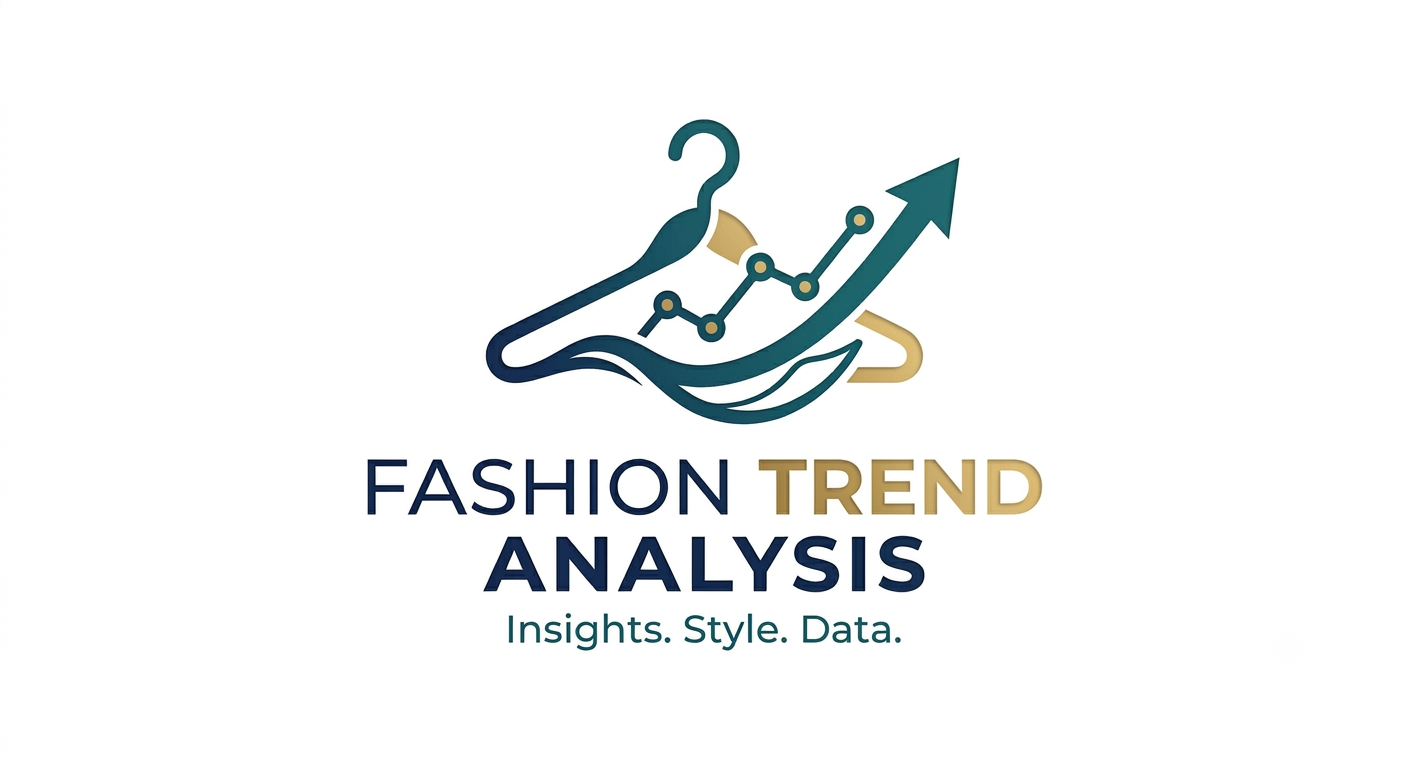 FASHION TREND
ANALYSIS
Insights. Style. Data.